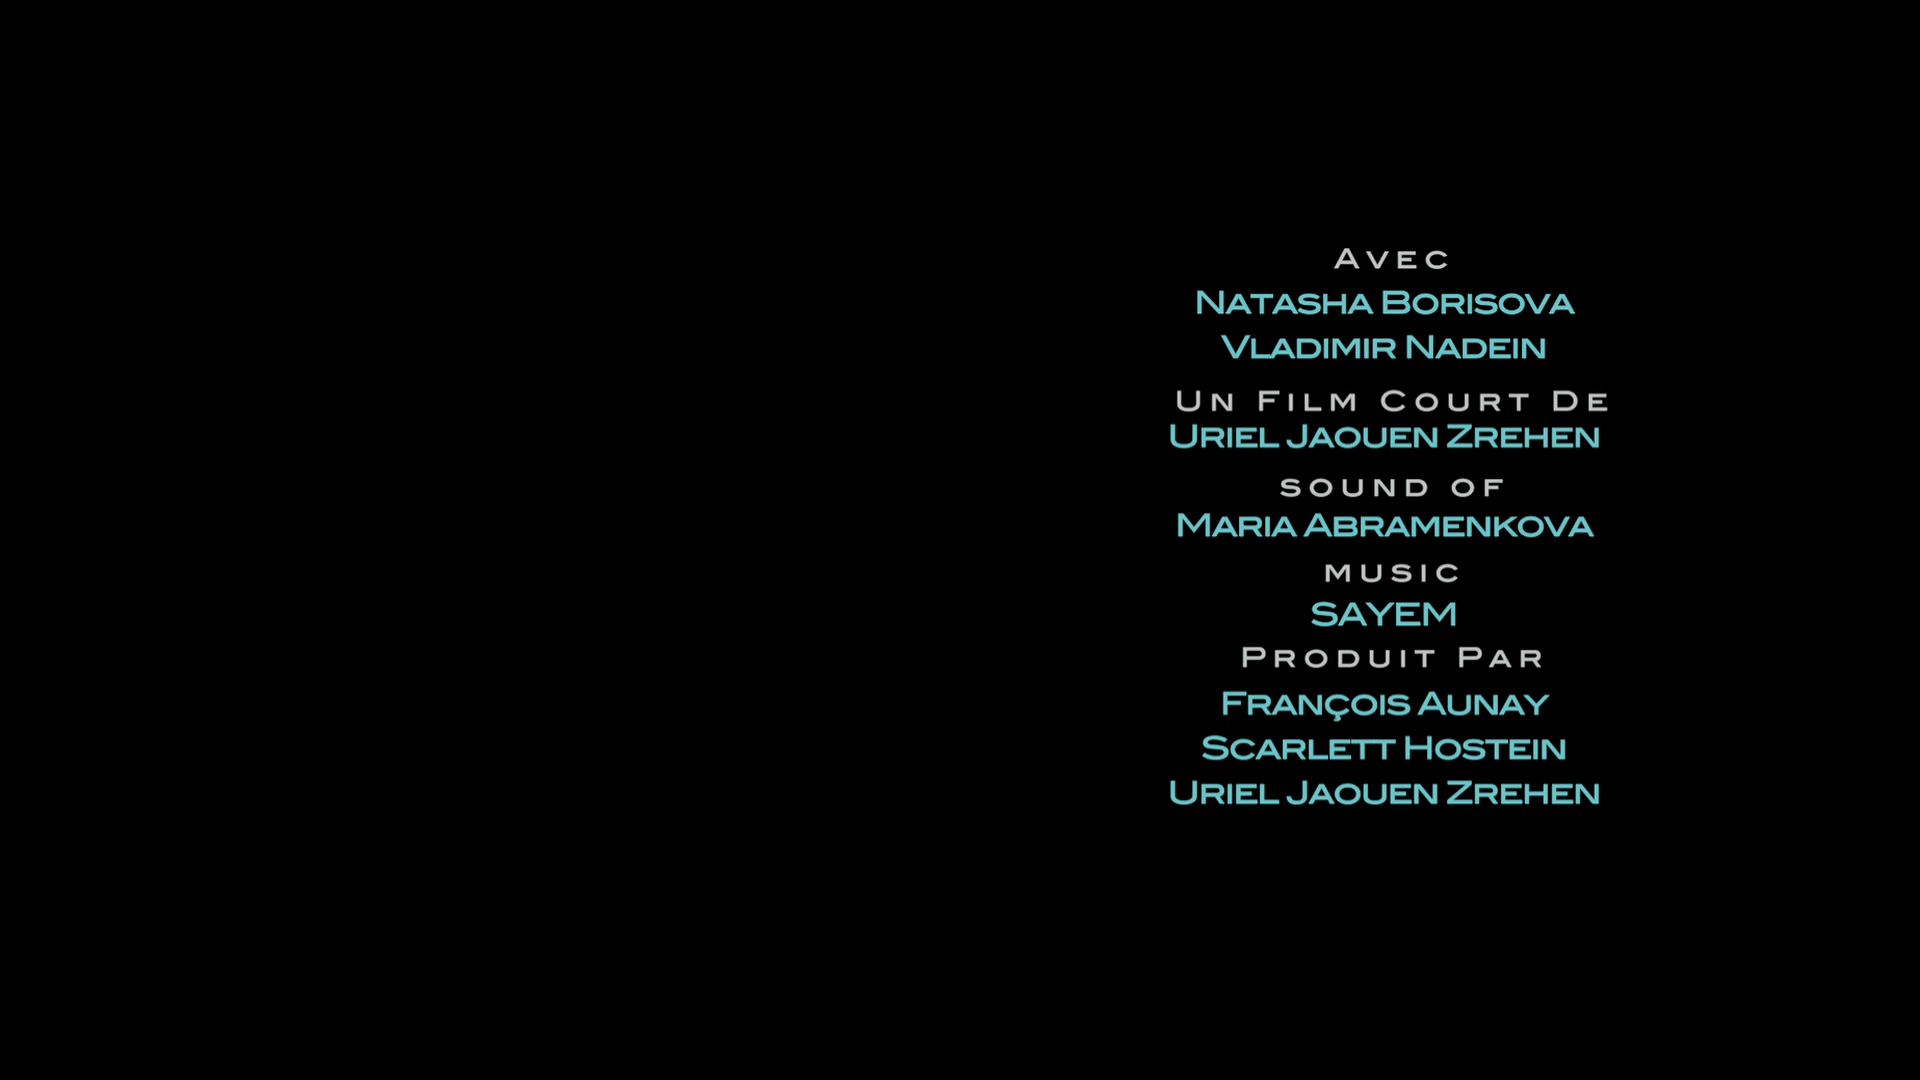 Avec
Natasha Borisova
Vladimir Nadein
Un Film Court De
Uriel Jaouen Zrehen
sound of
Maria Abramenkova
music
SAYEM
Produit Par
François Aunay
Scarlett Hostein
Uriel Jaouen Zrehen